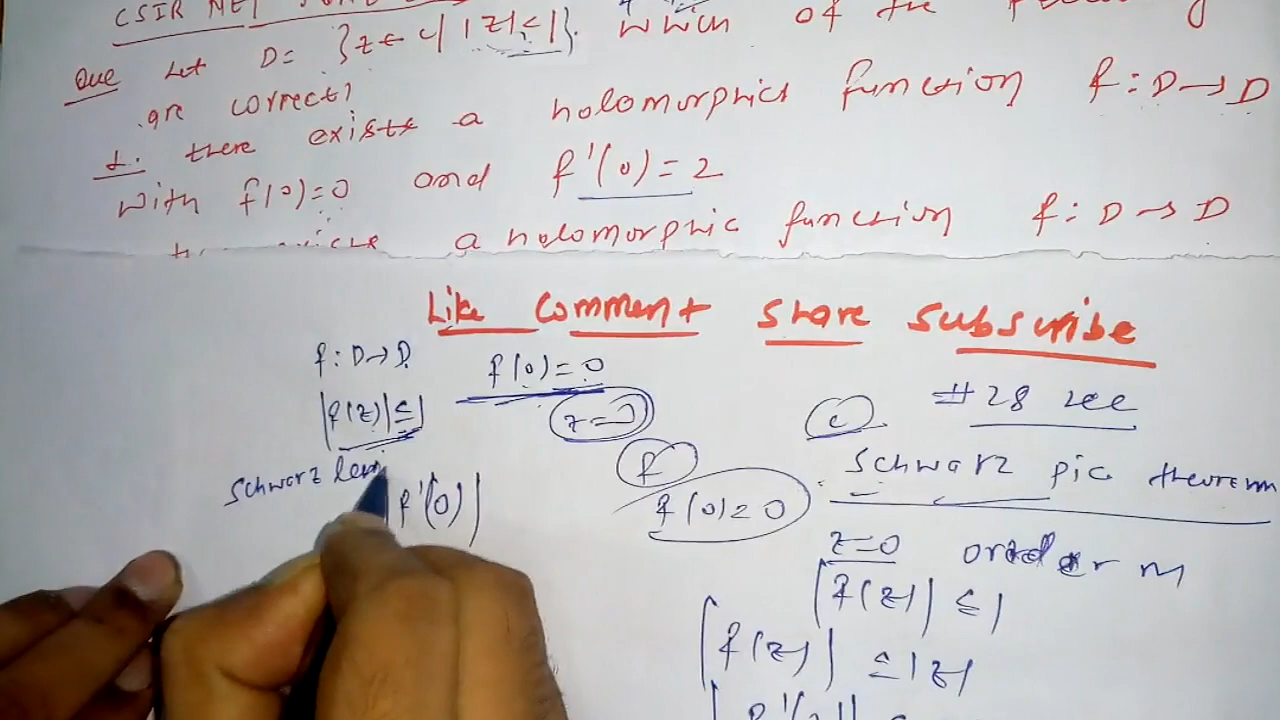 CSIR NET
Que Let D = {z ∈ C | |z| < 1}. which of the
are correct?
1. there exists a holomorphic function f : D → D
with f(0)=0 and f'(0) = 2
a holomorphic function f : D → D
Like Comment Share Subscribe
f : D → D
f(0) = 0
|f(z)| ≤ 1
z = 0
#28 sec
C
f
Schwarz pic theorem
Schwarz lem
|f'(0)|
f(0) = 0
z=0 order m
|f(z)| ≤ 1
|f(z)| ≤ |z|